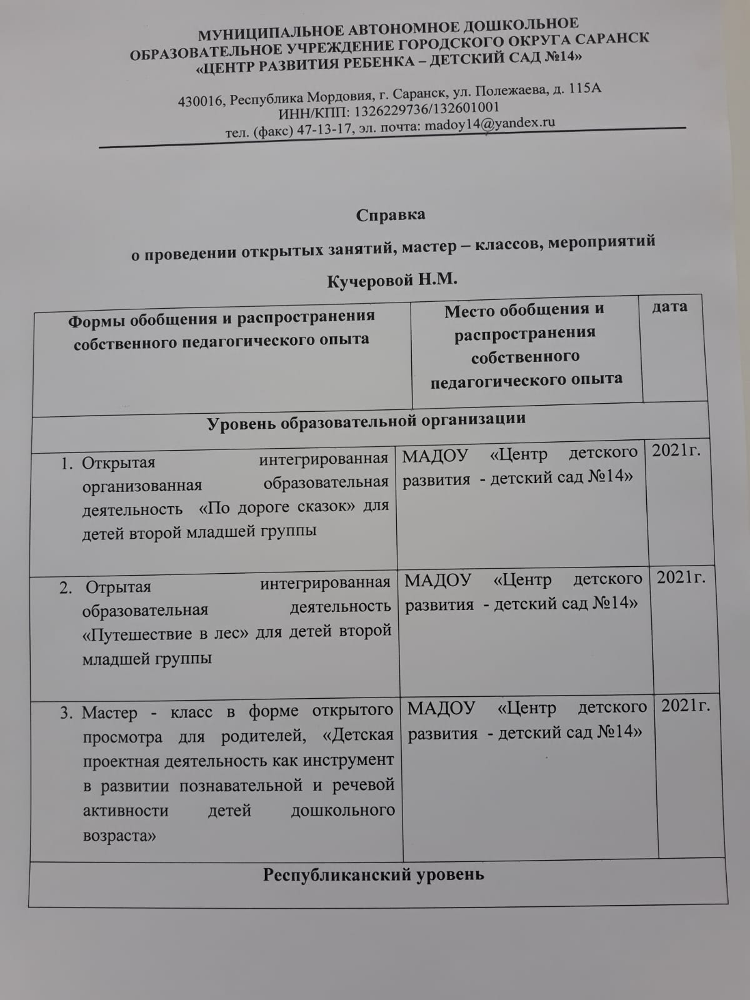 МУНИЦИПАЛЬНОЕ АВТОНОМНОЕ ДОШКОЛЬНОЕ
ОБРАЗОВАТЕЛЬНОЕ УЧРЕЖДЕНИЕ ГОРОДСКОГО ОКРУГА САРАНСК
«ЦЕНТР РАЗВИТИЯ РЕБЕНКА – ДЕТСКИЙ САД №14»
430016, Республика Мордовия, г. Саранск, ул. Полежаева, д. 115А
ИНН/КПП: 1326229736/132601001
тел. (факс) 47-13-17, эл. почта: madoy14@yandex.ru
Справка
о проведении открытых занятий, мастер – классов, мероприятий
Кучеровой Н.М.
Формы обобщения и распространения
собственного педагогического опыта
Место обобщения и
распространения
собственного
педагогического опыта
дата
Уровень образовательной организации
1. Открытая интегрированная
организованная образовательная
деятельность «По дороге сказок» для
детей второй младшей группы
МАДОУ «Центр детского
развития - детский сад №14»
2021г.
2. Отрытая интегрированная
образовательная деятельность
«Путешествие в лес» для детей второй
младшей группы
МАДОУ «Центр детского
развития - детский сад №14»
2021г.
3. Мастер - класс в форме открытого
просмотра для родителей, «Детская
проектная деятельность как инструмент
в развитии познавательной и речевой
активности детей дошкольного
возраста»
МАДОУ «Центр детского
развития - детский сад №14»
2021г.
Республиканский уровень